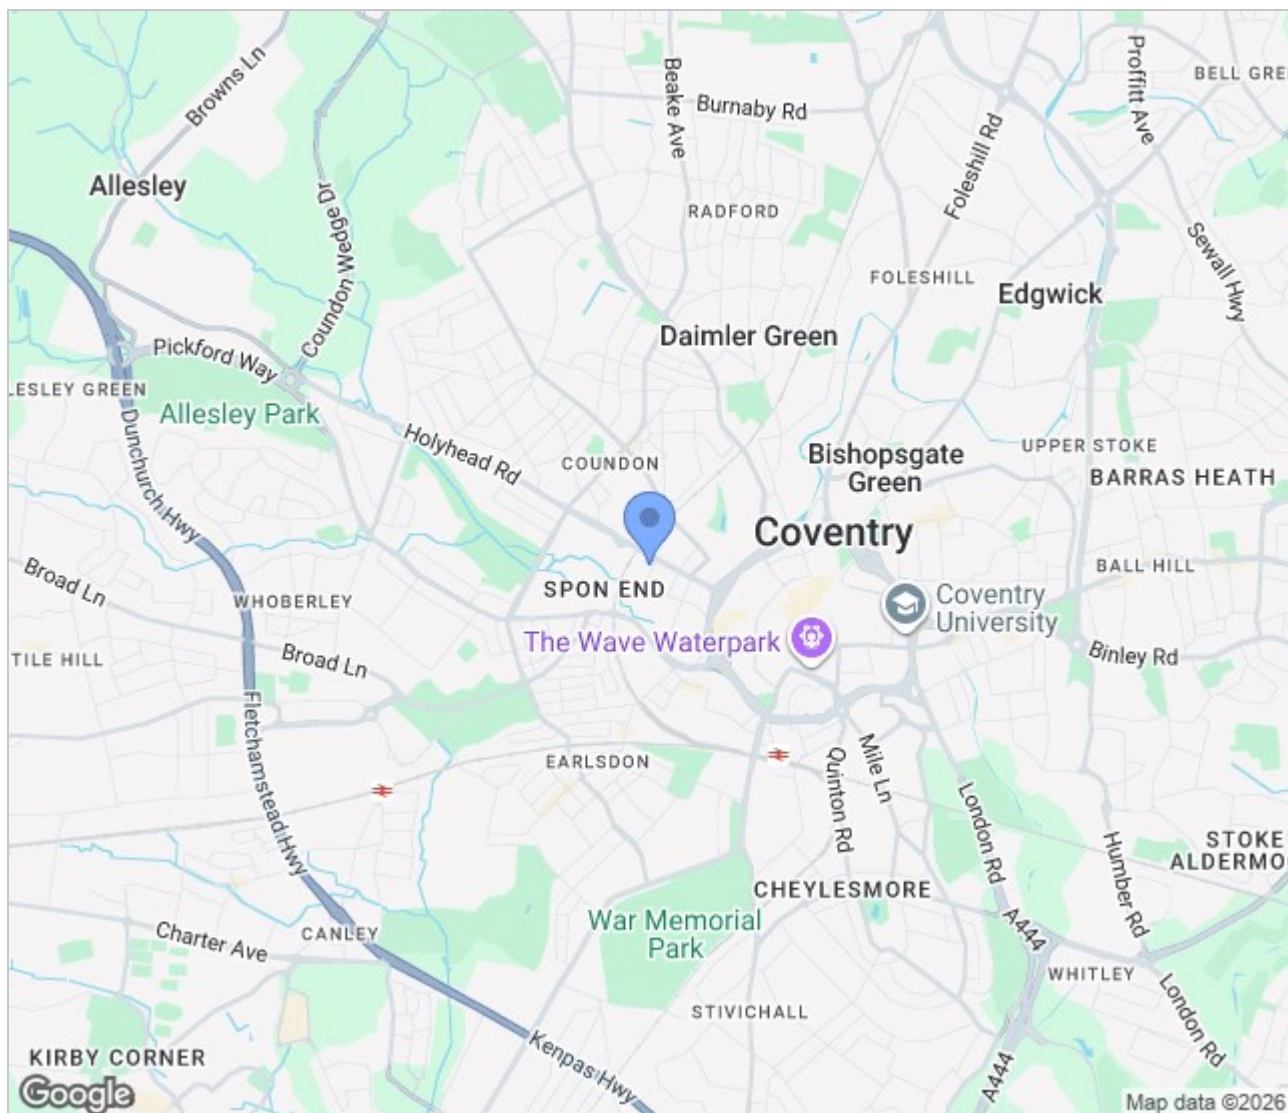 Browns Ln
Beake Ave
Burnaby Rd
Proffitt Ave
BELL GRE
Foleshill Rd
Allesley
Coundon Wedge Dr
RADFORD
Sewall Hwy
FOLESHILL
Edgwick
Daimler Green
Pickford Way
LESLEY GREEN
Allesley Park
Dunchurch Hwy
Holyhead Rd
COUNDON
Bishopsgate
Green
UPPER STOKE
BARRAS HEATH
Coventry
Broad Ln
WHOBERLEY
SPON END
BALL HILL
Coventry
University
The Wave Waterpark
Binley Rd
TILE HILL
Broad Ln
Fletchamstead Hwy
EARLSDON
Quinton Rd
Mile Ln
London Rd
Humber Rd
STOKE
ALDERMO
CHEYLESMORE
War Memorial
Park
A444
Charter Ave
CANLEY
WHITLEY
London Rd
STIVICHALL
Kenpas Hwy
A444
KIRBY CORNER
Google
Map data ©2026